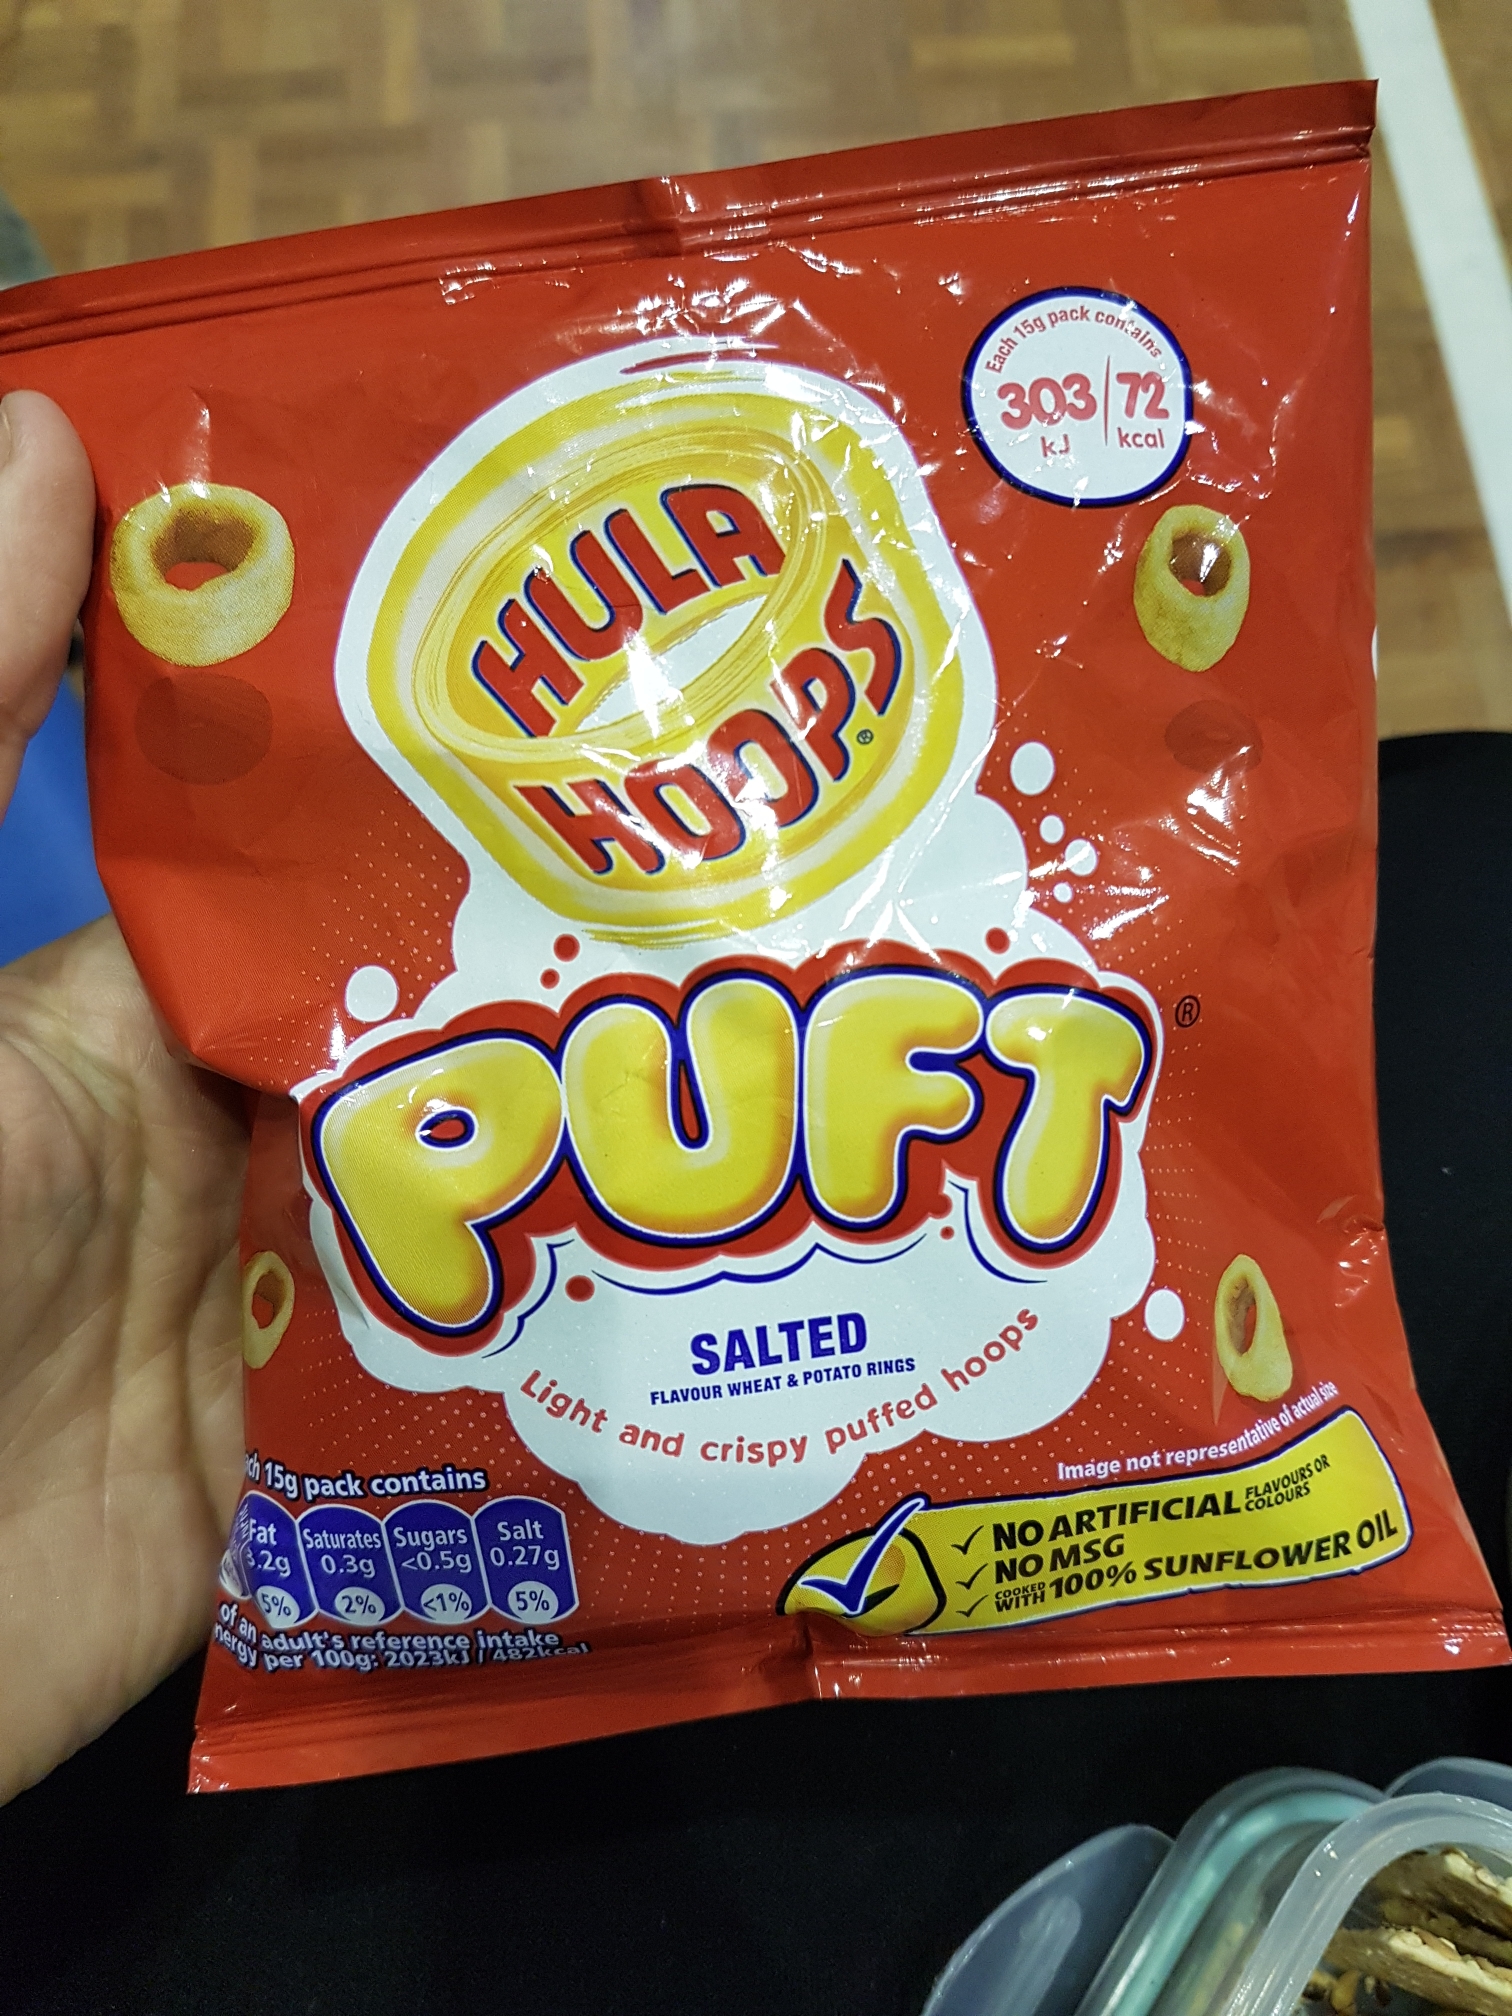 Each 15g pack contains
303 kJ | 72 kcal
HULA
HOOPS®
PUFT®
SALTED
FLAVOUR WHEAT & POTATO RINGS
Light and crispy puffed hoops
Image not representative of actual size
NO ARTIFICIAL FLAVOURS OR COLOURS
NO MSG
COOKED WITH 100% SUNFLOWER OIL
15g pack contains
Fat Saturates Sugars Salt
0.3g <0.5g 0.27g
5% 2% <1% 5%
of an adult's reference intake
per 100g: 2023kJ / 482kcal